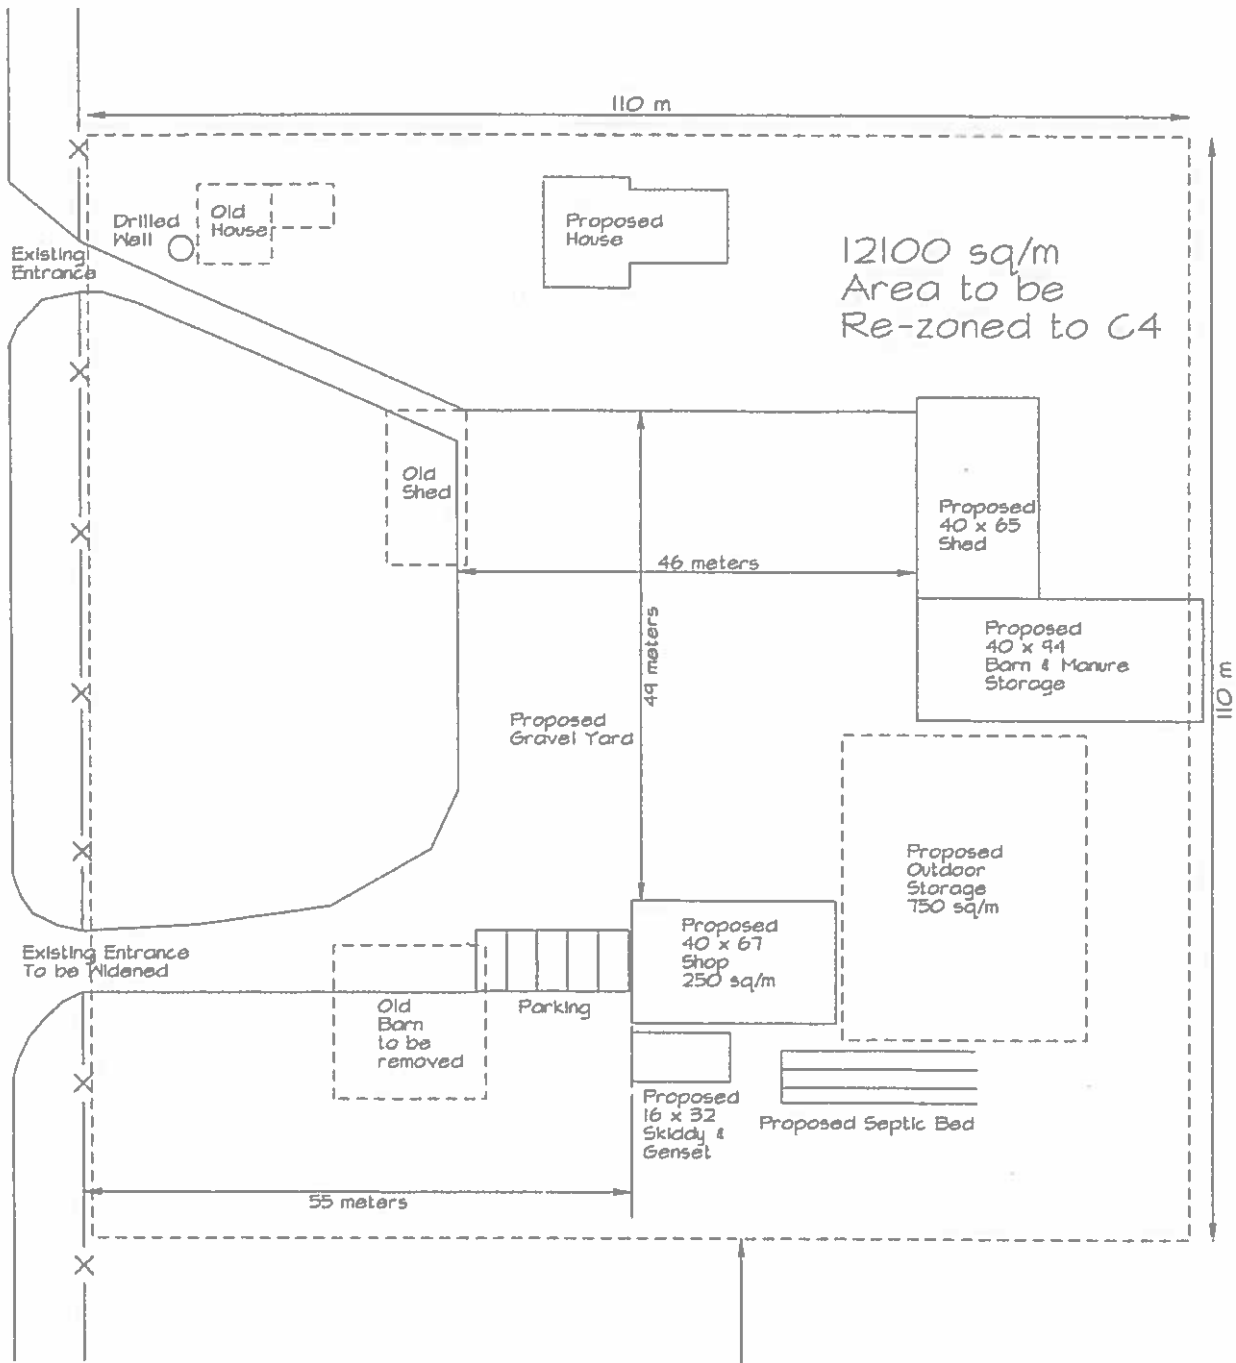 110 m
Drilled
Well
Old
House
Proposed
House
Existing
Entrance
12100 sq/m
Area to be
Re-zoned to C4
Old
Shed
Proposed
40 x 65
Shed
46 meters
49 meters
Proposed
40 x 94
Barn & Manure
Storage
110 m
Proposed
Gravel Yard
Proposed
Outdoor
Storage
750 sq/m
Proposed
40 x 67
Shop
250 sq/m
Existing Entrance
To be Widened
Parking
Old
Barn
to be
removed
Proposed
16 x 32
Skiddy &
Genset
Proposed Septic Bed
55 meters